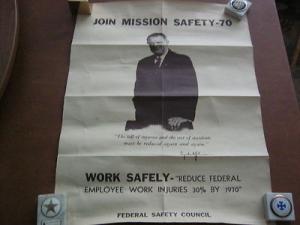 JOIN MISSION SAFETY-70
"The toll of injuries and the cost of accidents
must be reduced again and again."
WORK SAFELY-"REDUCE FEDERAL
EMPLOYEE WORK INJURIES 30% BY 1970"
FEDERAL SAFETY COUNCIL